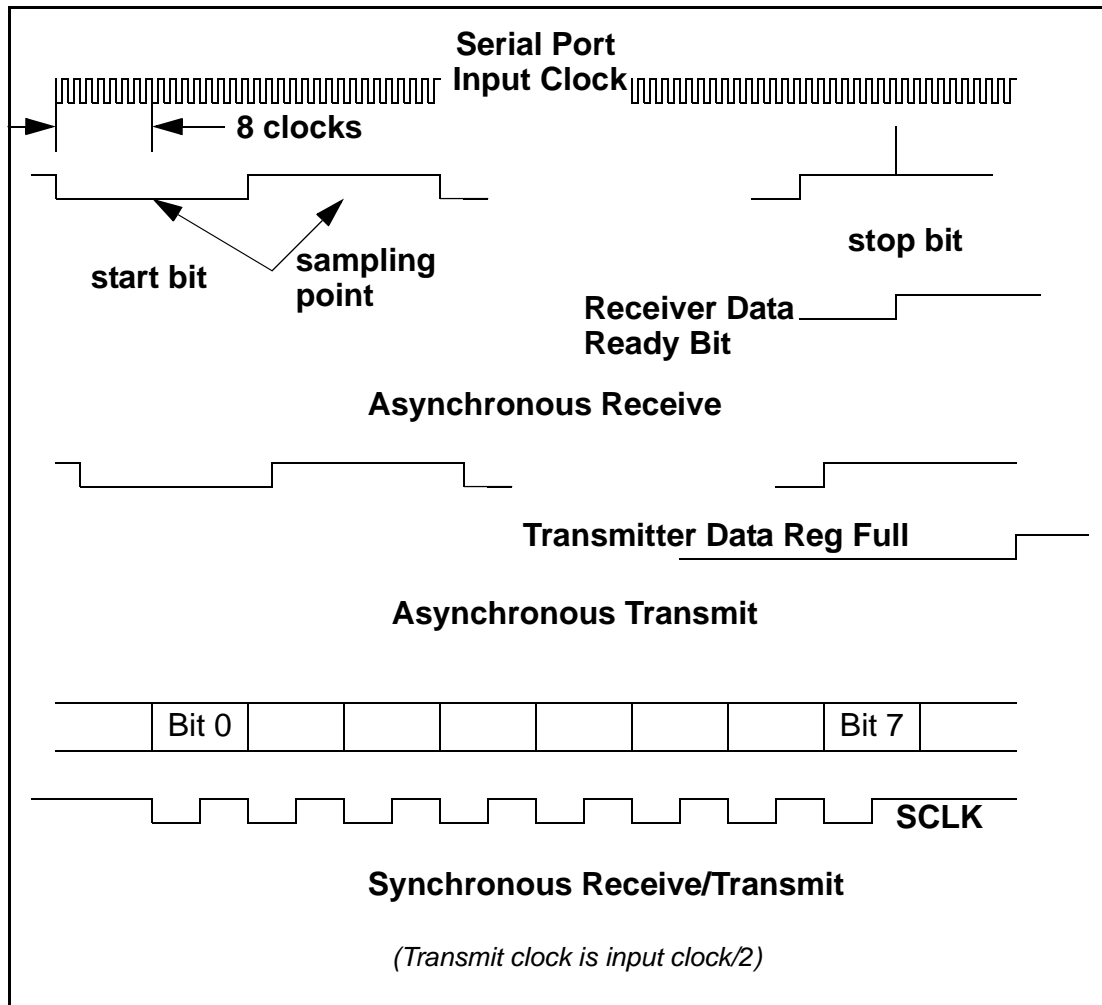 Serial Port
Input Clock
8 clocks
start bit
sampling
point
stop bit
Receiver Data
Ready Bit
Asynchronous Receive
Transmitter Data Reg Full
Asynchronous Transmit
Bit 0
Bit 7
SCLK
Synchronous Receive/Transmit
(Transmit clock is input clock/2)